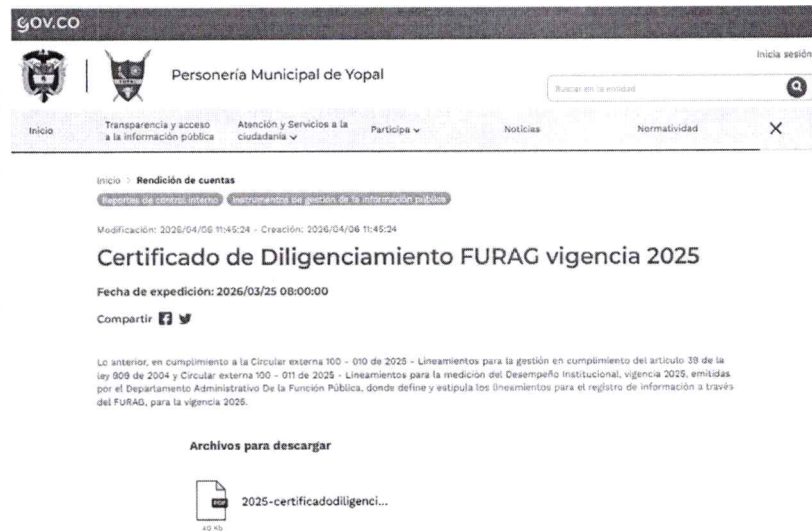 GOV.CO
Inicia sesión
Personería Municipal de Yopal
Buscar en la entidad
Inicio
Transparencia y acceso
a la información pública
Atención y Servicios a la
ciudadanía
Participa
Noticias
Normatividad
Inicio > Rendición de cuentas
Reportes de control interno
Instrumentos de gestión de la información pública
Modificación: 2026/04/06 11:45:24 - Creación: 2026/04/06 11:45:24
Certificado de Diligenciamiento FURAG vigencia 2025
Fecha de expedición: 2026/03/25 08:00:00
Compartir
Lo anterior, en cumplimiento a la Circular externa 100 - 010 de 2025 - Lineamientos para la gestión en cumplimiento del artículo 39 de la
ley 909 de 2004 y Circular externa 100 - 011 de 2025 - Lineamientos para la medición del Desempeño Institucional, vigencia 2025, emitidas
por el Departamento Administrativo De la Función Pública, donde define y estipula los lineamientos para el registro de información a través
del FURAG, para la vigencia 2025.
Archivos para descargar
PDF
2025-certificadodiligenci...
40 Kb